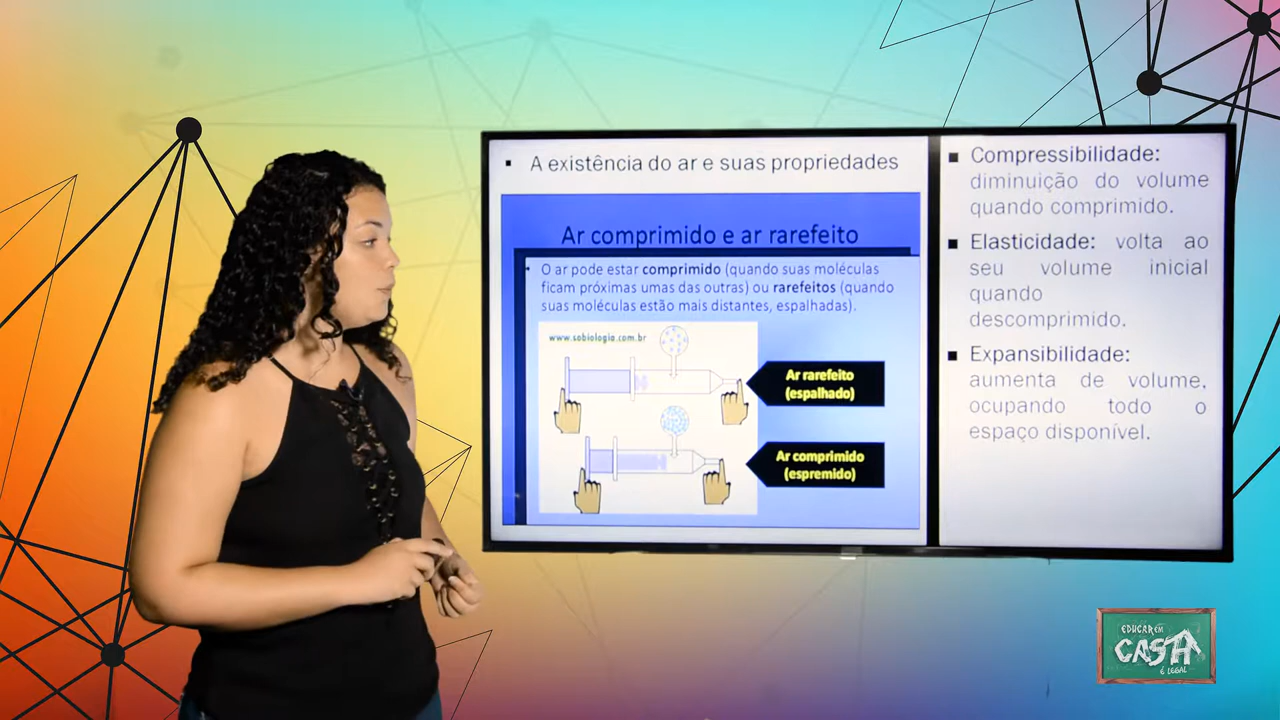 ▪ A existência do ar e suas propriedades
Ar comprimido e ar rarefeito
• O ar pode estar comprimido (quando suas moléculas
ficam próximas umas das outras) ou rarefeitos (quando
suas moléculas estão mais distantes, espalhadas).
www.sobiologia.com.br
Ar rarefeito
(espalhado)
Ar comprimido
(espremido)
▪ Compressibilidade:
diminuição do volume
quando comprimido.
▪ Elasticidade: volta ao
seu volume inicial
quando
descomprimido.
▪ Expansibilidade:
aumenta de volume,
ocupando todo o
espaço disponível.
EDUCAR EM
CASA
É LEGAL